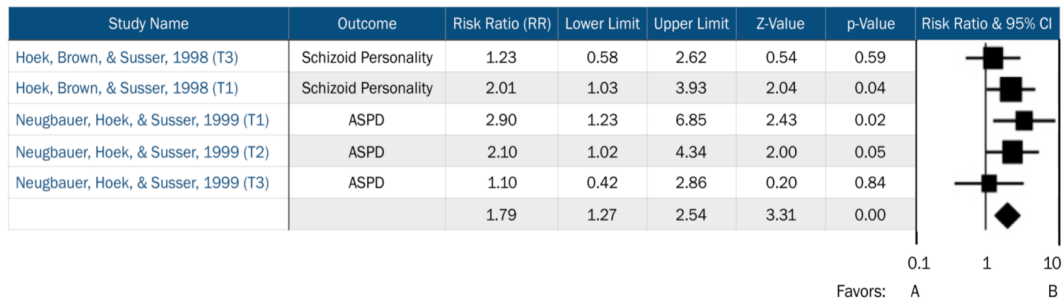 Study Name Outcome Risk Ratio (RR) Lower Limit Upper Limit Z-Value p-Value Risk Ratio & 95% CI
Hoek, Brown, & Susser, 1998 (T3) Schizoid Personality 1.23 0.58 2.62 0.54 0.59
Hoek, Brown, & Susser, 1998 (T1) Schizoid Personality 2.01 1.03 3.93 2.04 0.04
Neugbauer, Hoek, & Susser, 1999 (T1) ASPD 2.90 1.23 6.85 2.43 0.02
Neugbauer, Hoek, & Susser, 1999 (T2) ASPD 2.10 1.02 4.34 2.00 0.05
Neugbauer, Hoek, & Susser, 1999 (T3) ASPD 1.10 0.42 2.86 0.20 0.84
1.79 1.27 2.54 3.31 0.00
0.1 1 10
Favors: A B